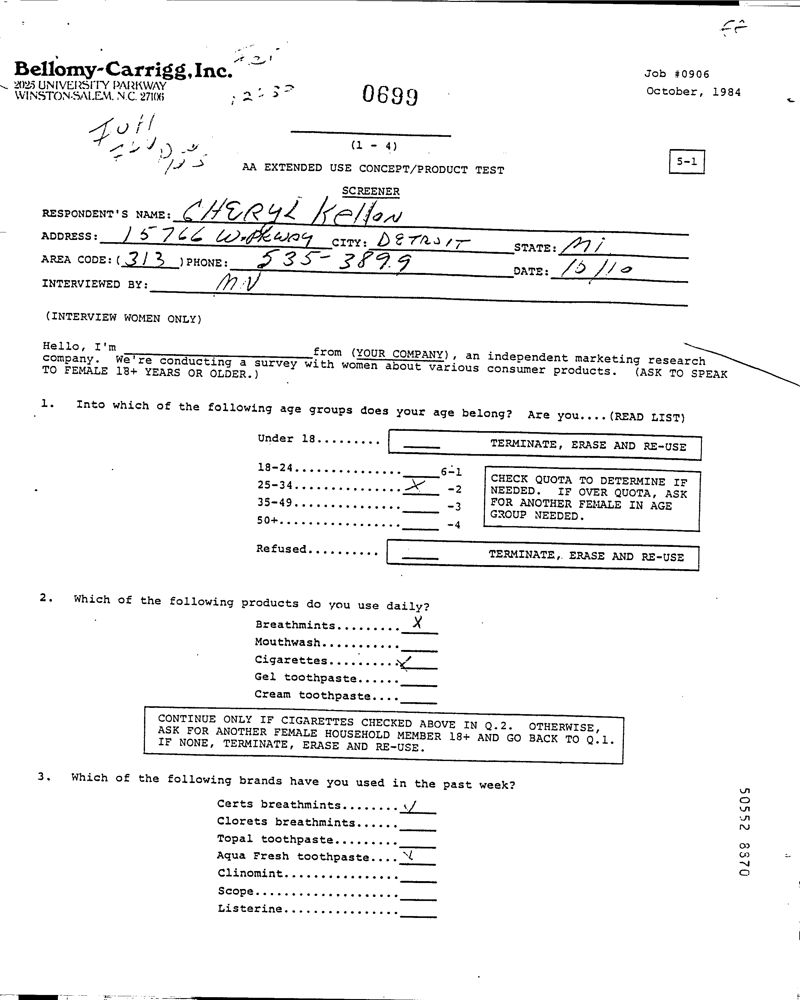 Bellomy-Carrigg, Inc.
2025 UNIVERSITY PARKWAY
WINSTON-SALEM, N.C. 27106
0699
Job #0906
October, 1984
(1 - 4)
5-1
AA EXTENDED USE CONCEPT/PRODUCT TEST
SCREENER
RESPONDENT'S NAME: CHERYL Kelton
ADDRESS: 15766 W. PKWAY CITY: DETROIT STATE: Mi
AREA CODE: (313) PHONE: 535-3899 DATE: 10/10
INTERVIEWED BY: MV
(INTERVIEW WOMEN ONLY)
Hello, I'm ____ from (YOUR COMPANY), an independent marketing research
company. We're conducting a survey with women about various consumer products. (ASK TO SPEAK
TO FEMALE 18+ YEARS OR OLDER.)
1. Into which of the following age groups does your age belong? Are you....(READ LIST)
Under 18......... ____ TERMINATE, ERASE AND RE-USE
18-24............... ____ 6-1
25-34............... X -2
35-49............... ____ -3
50+................. ____ -4
CHECK QUOTA TO DETERMINE IF
NEEDED. IF OVER QUOTA, ASK
FOR ANOTHER FEMALE IN AGE
GROUP NEEDED.
Refused.......... ____ TERMINATE, ERASE AND RE-USE
2. Which of the following products do you use daily?
Breathmints......... X
Mouthwash...........
Cigarettes.......... ✓
Gel toothpaste......
Cream toothpaste....
CONTINUE ONLY IF CIGARETTES CHECKED ABOVE IN Q.2. OTHERWISE,
ASK FOR ANOTHER FEMALE HOUSEHOLD MEMBER 18+ AND GO BACK TO Q.1.
IF NONE, TERMINATE, ERASE AND RE-USE.
3. Which of the following brands have you used in the past week?
Certs breathmints........ ✓
Clorets breathmints......
Topal toothpaste.........
Aqua Fresh toothpaste.... ✓
Clinomint................
Scope....................
Listerine................
50552 8370